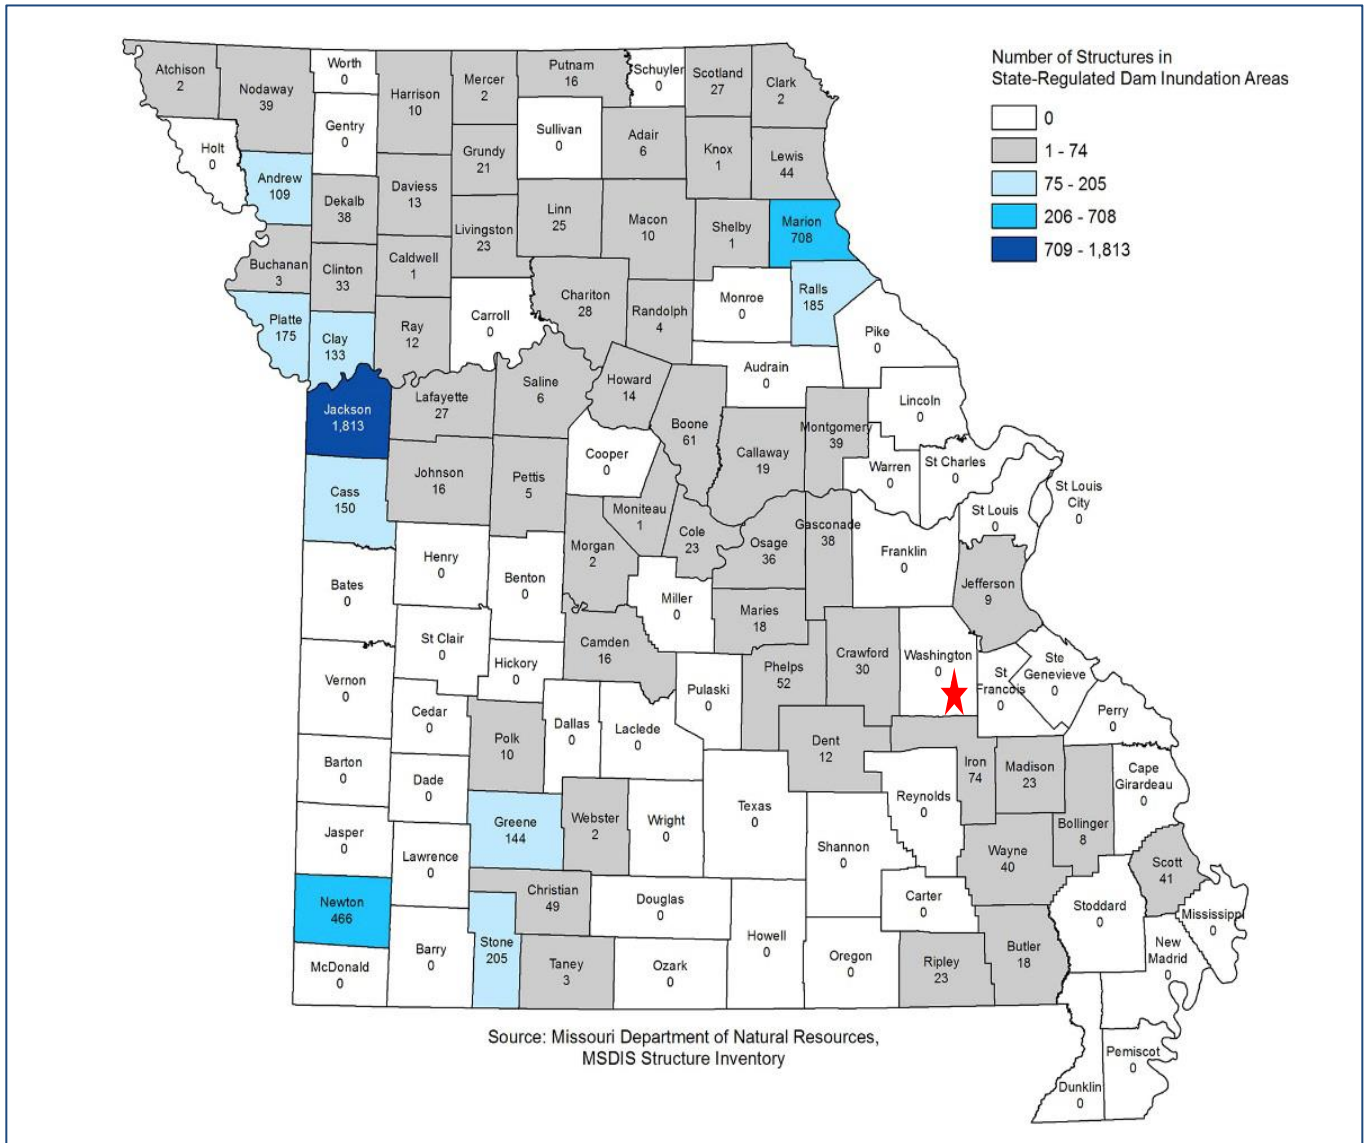 Number of Structures in
State-Regulated Dam Inundation Areas
0
1 - 74
75 - 205
206 - 708
709 - 1,813
Atchison
2
Nodaway
39
Worth
0
Gentry
0
Harrison
10
Mercer
2
Putnam
16
Schuyler
0
Scotland
27
Clark
2
Holt
0
Andrew
109
Dekalb
38
Daviess
13
Grundy
21
Sullivan
0
Adair
6
Knox
1
Lewis
44
Buchanan
3
Clinton
33
Caldwell
1
Livingston
23
Linn
25
Macon
10
Shelby
1
Marion
708
Platte
175
Clay
133
Ray
12
Carroll
0
Chariton
28
Randolph
4
Monroe
0
Ralls
185
Pike
0
Audrain
0
Jackson
1,813
Lafayette
27
Saline
6
Howard
14
Boone
61
Callaway
19
Montgomery
39
Lincoln
0
Warren
0
St Charles
0
St Louis
0
St Louis
City
0
Cass
150
Johnson
16
Pettis
5
Cooper
0
Moniteau
1
Cole
23
Osage
36
Gasconade
38
Franklin
0
Jefferson
9
Bates
0
Henry
0
Benton
0
Morgan
2
Miller
0
Maries
18
Vernon
0
St Clair
0
Hickory
0
Camden
16
Pulaski
0
Phelps
52
Crawford
30
Washington
0
St
Francois
0
Ste
Genevieve
0
Perry
0
Cedar
0
Polk
10
Dallas
0
Laclede
0
Dent
12
Iron
74
Madison
23
Bollinger
8
Cape
Girardeau
0
Barton
0
Dade
0
Greene
144
Webster
2
Wright
0
Texas
0
Shannon
0
Reynolds
0
Wayne
40
Scott
41
Jasper
0
Lawrence
0
Newton
466
Christian
49
Douglas
0
Howell
0
Carter
0
Stoddard
0
Mississippi
0
McDonald
0
Barry
0
Stone
205
Taney
3
Ozark
0
Oregon
0
Ripley
23
Butler
18
New
Madrid
0
Pemiscot
0
Dunklin
0
Source: Missouri Department of Natural Resources,
MSDIS Structure Inventory